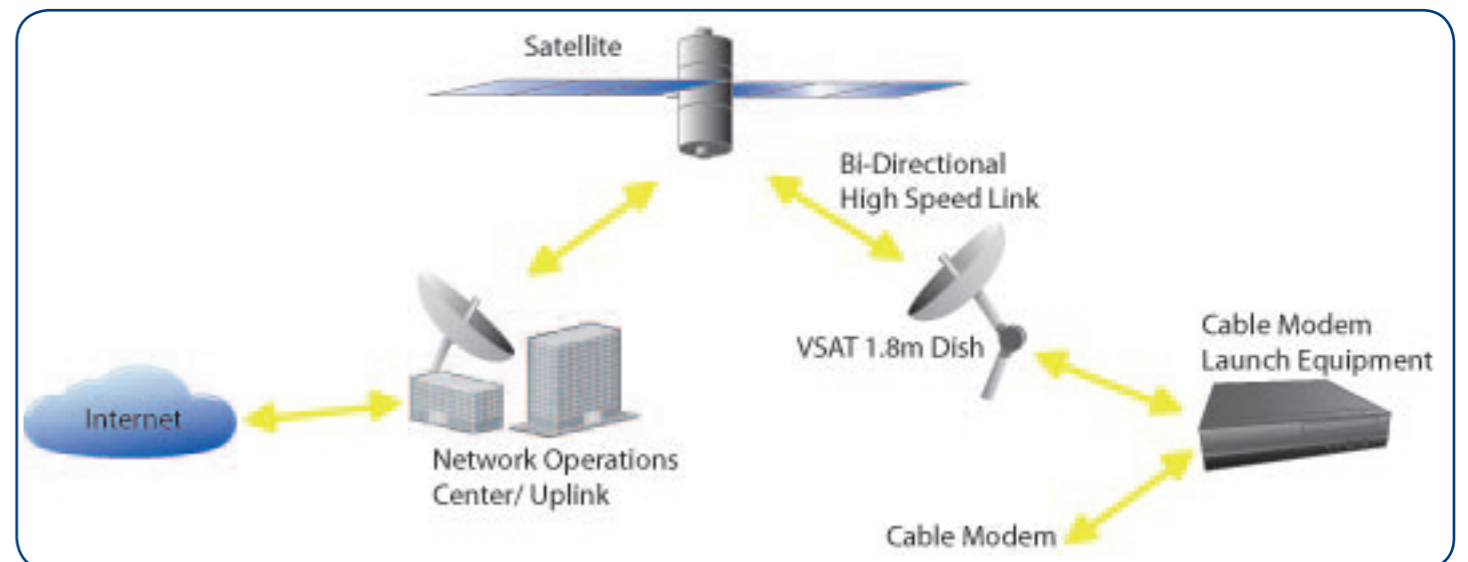 Satellite
Bi-Directional
High Speed Link
VSAT 1.8m Dish
Cable Modem
Launch Equipment
Internet
Network Operations
Center/ Uplink
Cable Modem